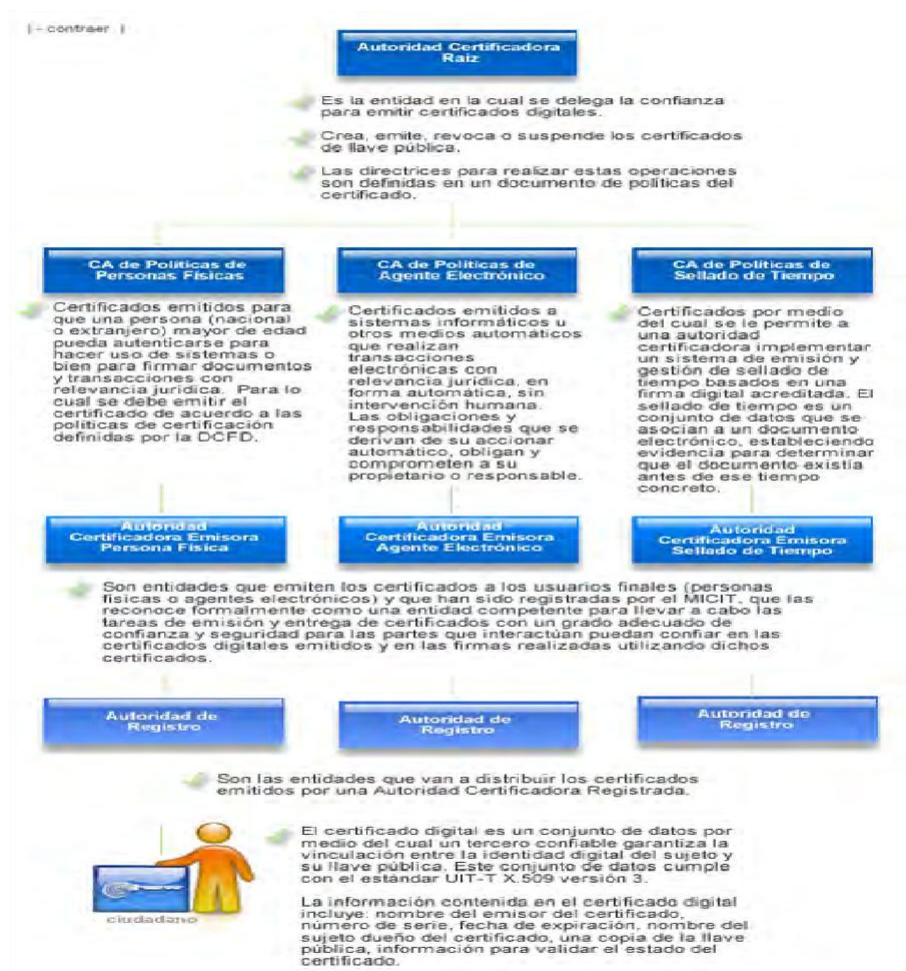 [ - contraer ]
Autoridad Certificadora
Raíz
Es la entidad en la cual se delega la confianza
para emitir certificados digitales.
Crea, emite, revoca o suspende los certificados
de llave pública.
Las directrices para realizar estas operaciones
son definidas en un documento de políticas del
certificado.
CA de Políticas de
Personas Físicas
Certificados emitidos para
que una persona (nacional
o extranjero) mayor de edad
pueda autenticarse para
hacer uso de sistemas o
bien para firmar documentos
y transacciones con
relevancia jurídica. Para lo
cual se debe emitir el
certificado de acuerdo a las
políticas de certificación
definidas por la DCFD.
CA de Políticas de
Agente Electrónico
Certificados emitidos a
sistemas informáticos u
otros medios automáticos
que realizan
transacciones
electrónicas con
relevancia jurídica, en
forma automática, sin
intervención humana.
Las obligaciones y
responsabilidades que se
derivan de su accionar
automático, obligan y
comprometen a su
propietario o responsable.
CA de Políticas de
Sellado de Tiempo
Certificados por medio
del cual se le permite a
una autoridad
certificadora implementar
un sistema de emisión y
gestión de sellado de
tiempo basados en una
firma digital acreditada. El
sellado de tiempo es un
conjunto de datos que se
asocian a un documento
electrónico, estableciendo
evidencia para determinar
que el documento existía
antes de ese tiempo
concreto.
Autoridad
Certificadora Emisora
Persona Física
Autoridad
Certificadora Emisora
Agente Electrónico
Autoridad
Certificadora Emisora
Sellado de Tiempo
Son entidades que emiten los certificados a los usuarios finales (personas
físicas o agentes electrónicos) y que han sido registradas por el MICIT, que las
reconoce formalmente como una entidad competente para llevar a cabo las
tareas de emisión y entrega de certificados con un grado adecuado de
confianza y seguridad para las partes que interactúan puedan confiar en las
certificados digitales emitidos y en las firmas realizadas utilizando dichos
certificados.
Autoridad de
Registro
Autoridad de
Registro
Autoridad de
Registro
Son las entidades que van a distribuir los certificados
emitidos por una Autoridad Certificadora Registrada.
ciudadano
El certificado digital es un conjunto de datos por
medio del cual un tercero confiable garantiza la
vinculación entre la identidad digital del sujeto y
su llave pública. Este conjunto de datos cumple
con el estándar UIT-T X.509 versión 3.
La información contenida en el certificado digital
incluye: nombre del emisor del certificado,
número de serie, fecha de expiración, nombre del
sujeto dueño del certificado, una copia de la llave
pública, información para validar el estado del
certificado.